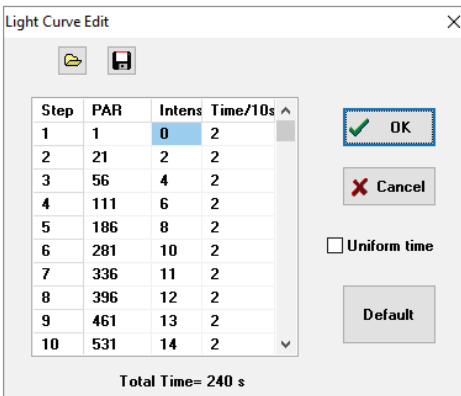 Light Curve Edit
Step PAR Intens Time/10s
1 1 0 2
2 21 2 2
3 56 4 2
4 111 6 2
5 186 8 2
6 281 10 2
7 336 11 2
8 396 12 2
9 461 13 2
10 531 14 2
OK
Cancel
Uniform time
Default
Total Time= 240 s